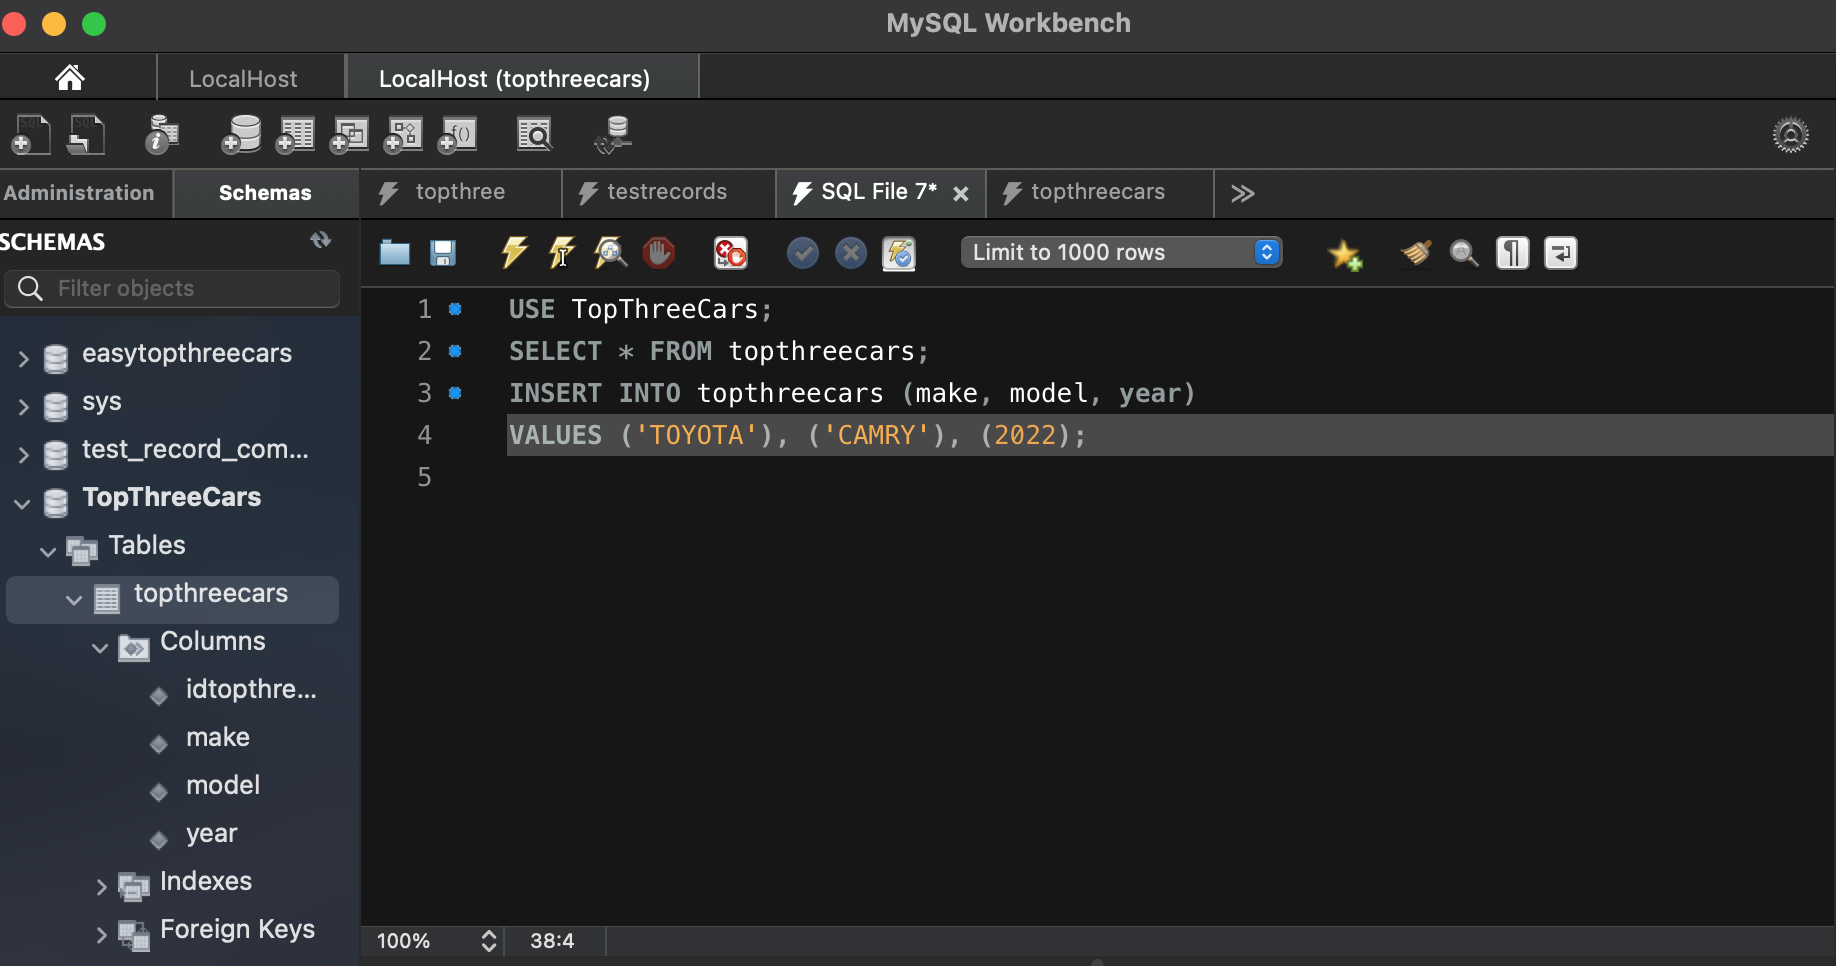 MySQL Workbench
LocalHost
LocalHost (topthreecars)
Administration
Schemas
topthree
testrecords
SQL File 7*
topthreecars
SCHEMAS
Limit to 1000 rows
Filter objects
easytopthreecars
sys
test_record_com...
TopThreeCars
Tables
topthreecars
Columns
idtopthre...
make
model
year
Indexes
Foreign Keys
1 USE TopThreeCars;
2 SELECT * FROM topthreecars;
3 INSERT INTO topthreecars (make, model, year)
4 VALUES ('TOYOTA'), ('CAMRY'), (2022);
5
100%
38:4